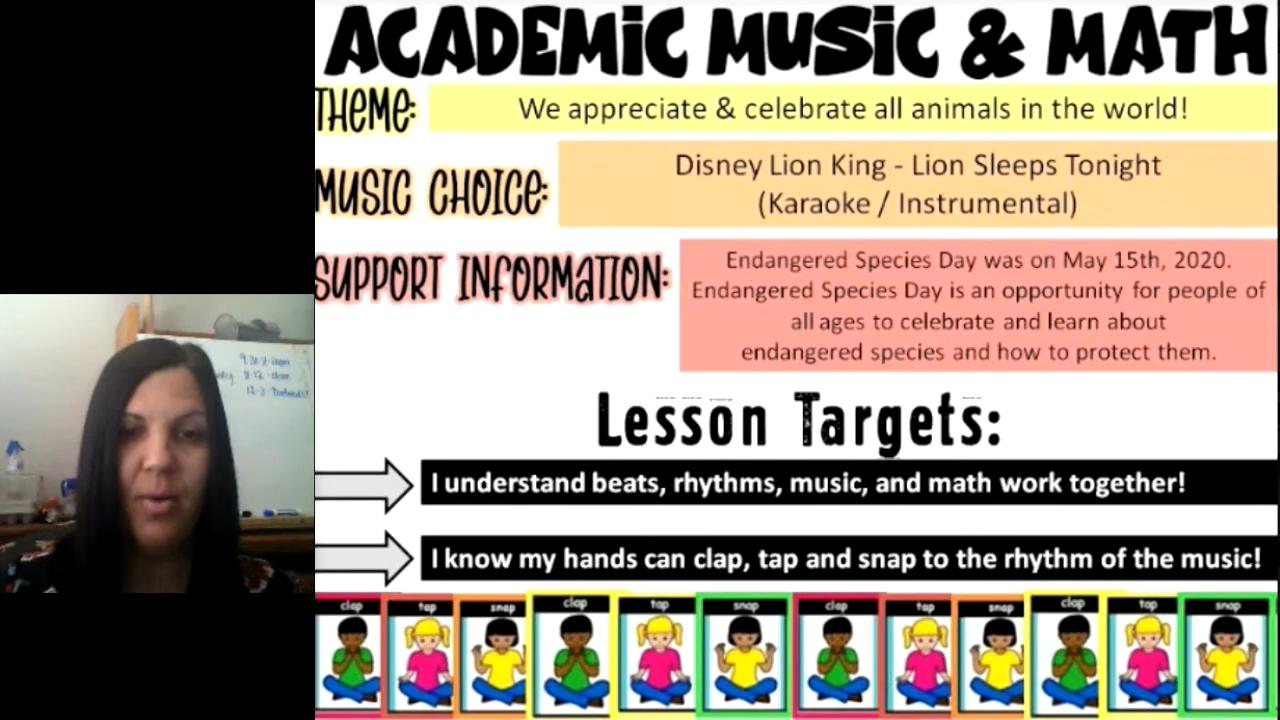 ACADEMIC MUSIC & MATH
THEME:
We appreciate & celebrate all animals in the world!
MUSIC CHOICE:
Disney Lion King - Lion Sleeps Tonight
(Karaoke / Instrumental)
SUPPORT INFORMATION:
Endangered Species Day was on May 15th, 2020.
Endangered Species Day is an opportunity for people of
all ages to celebrate and learn about
endangered species and how to protect them.
Lesson Targets:
I understand beats, rhythms, music, and math work together!
I know my hands can clap, tap and snap to the rhythm of the music!
clap tap snap clap tap snap clap tap snap clap tap snap